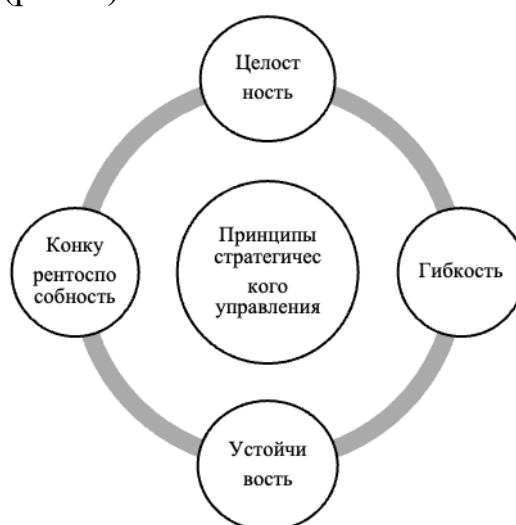 Целост
ность
Конку
рентоспо
собность
Принципы
стратегичес
кого
управления
Гибкость
Устойчи
вость